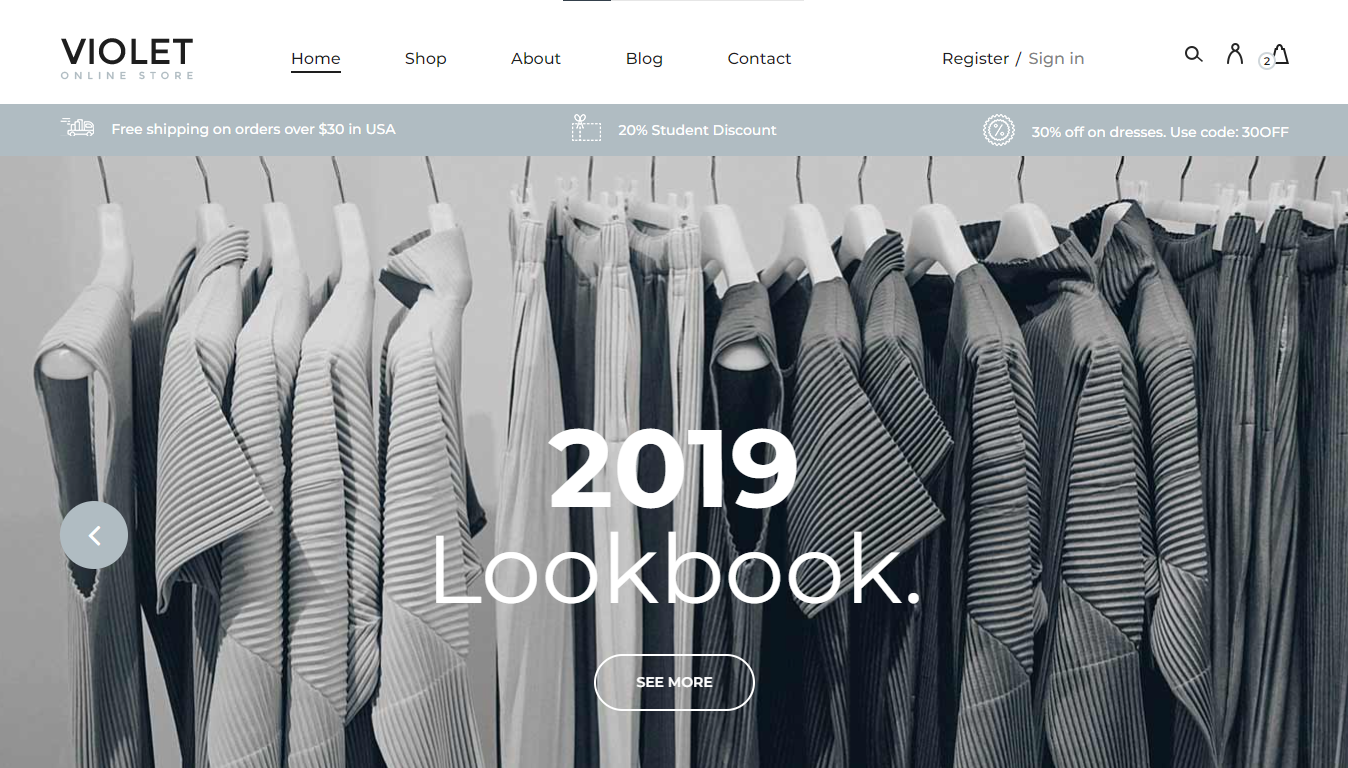 VIOLET
ONLINE STORE
Home
Shop
About
Blog
Contact
Register / Sign in
2
Free shipping on orders over $30 in USA
20% Student Discount
30% off on dresses. Use code: 30OFF
2019
Lookbook.
SEE MORE